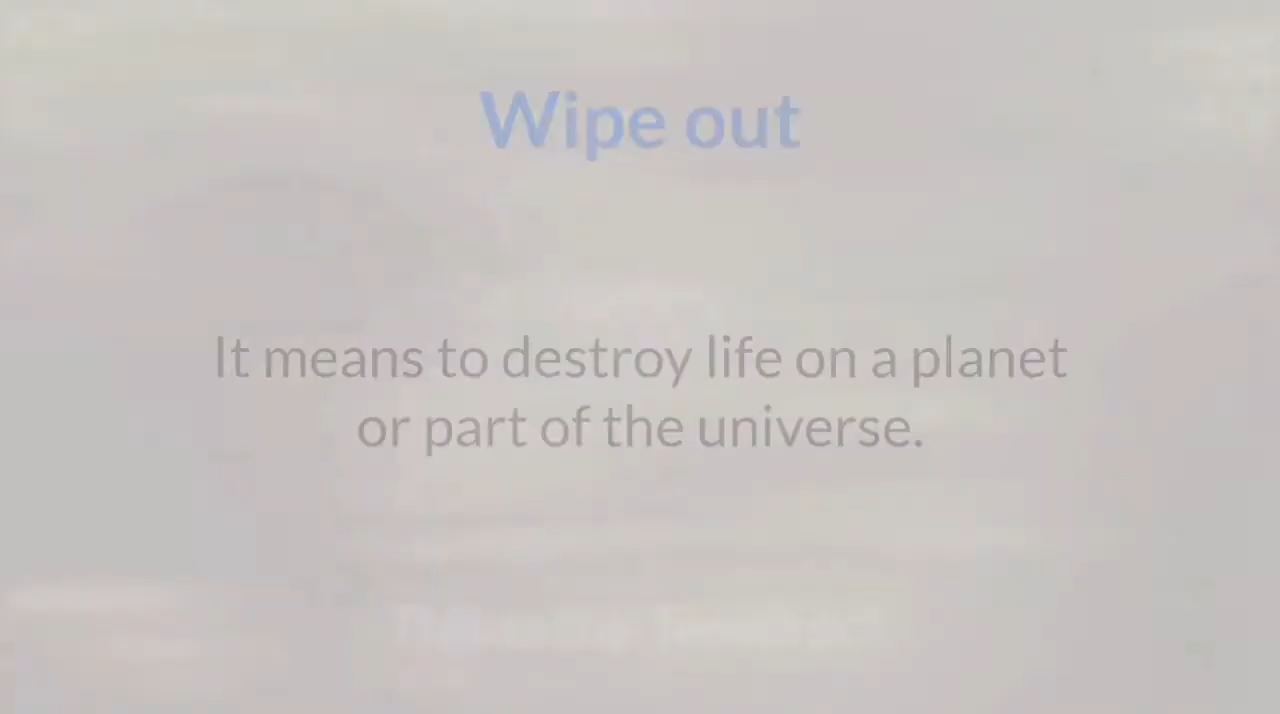 Wipe out
It means to destroy life on a planet
or part of the universe.